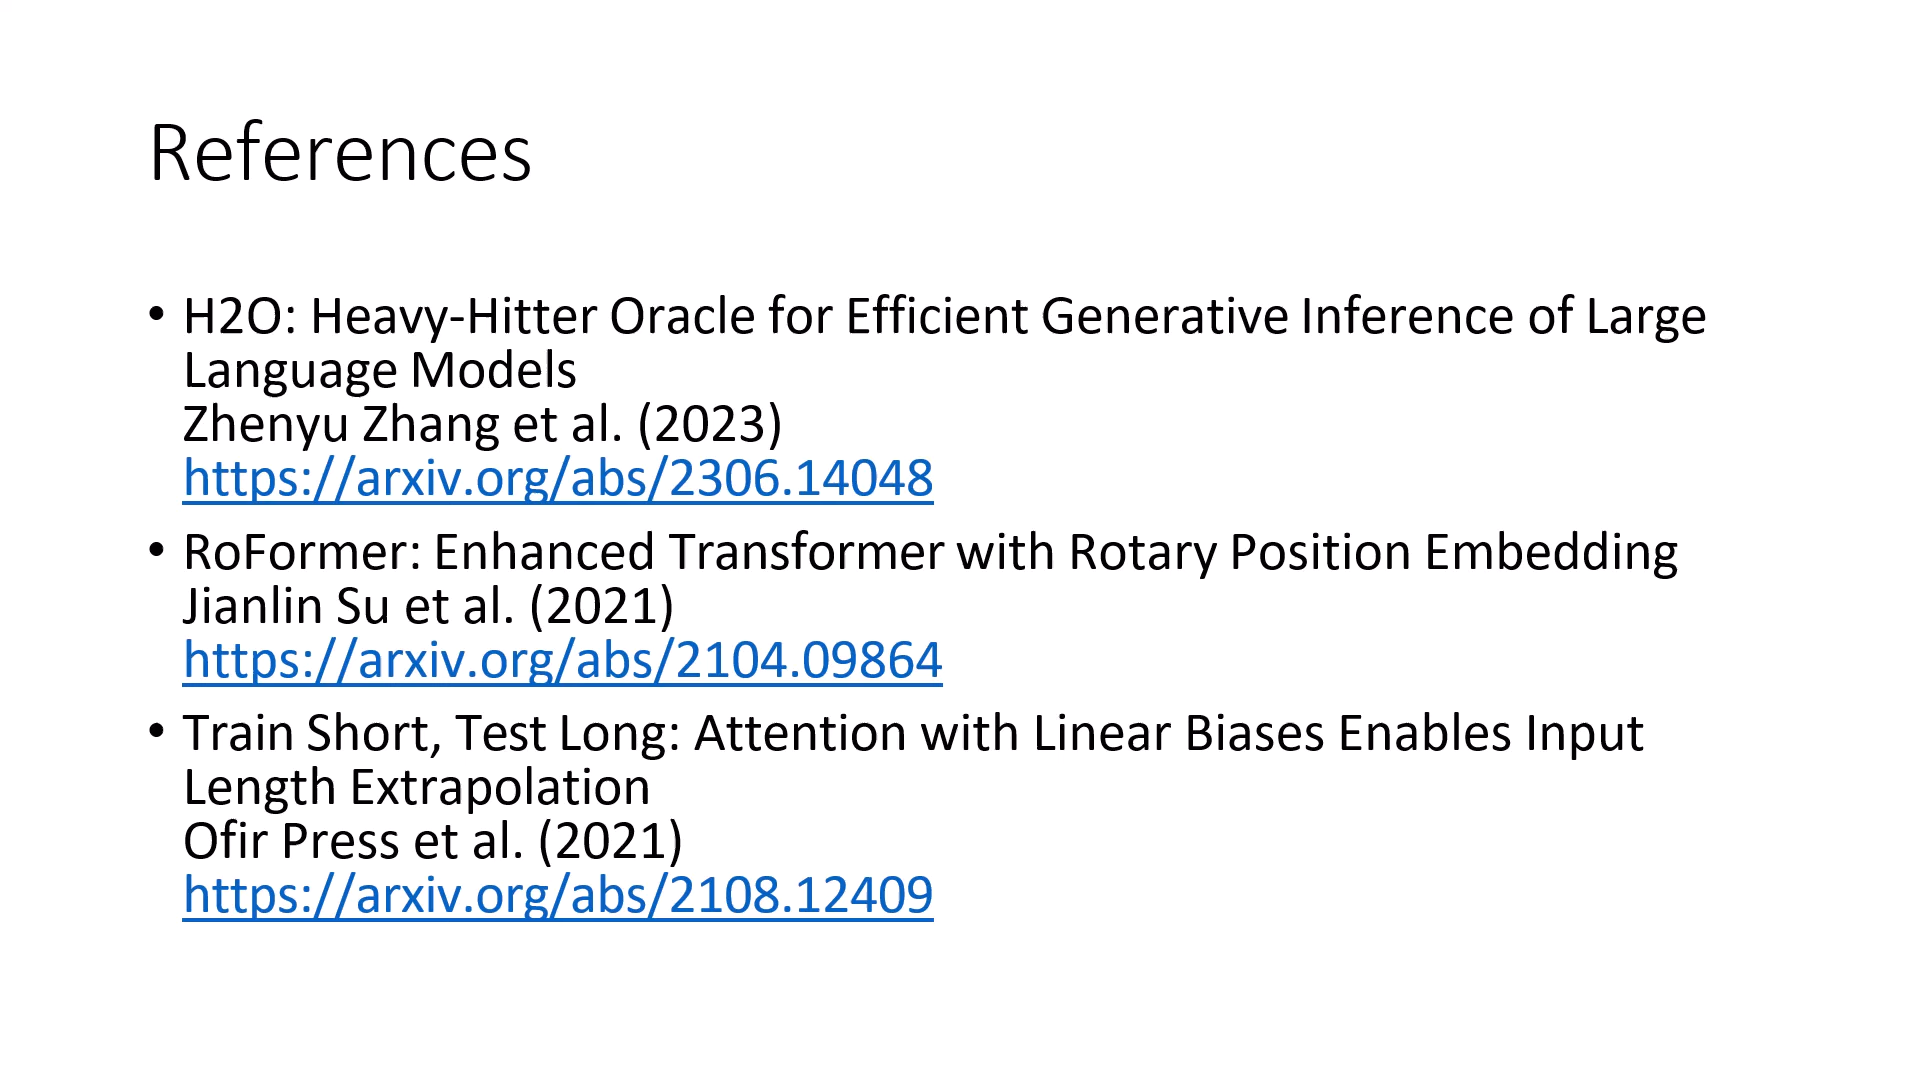 References
• H2O: Heavy-Hitter Oracle for Efficient Generative Inference of Large
Language Models
Zhenyu Zhang et al. (2023)
https://arxiv.org/abs/2306.14048
• RoFormer: Enhanced Transformer with Rotary Position Embedding
Jianlin Su et al. (2021)
https://arxiv.org/abs/2104.09864
• Train Short, Test Long: Attention with Linear Biases Enables Input
Length Extrapolation
Ofir Press et al. (2021)
https://arxiv.org/abs/2108.12409